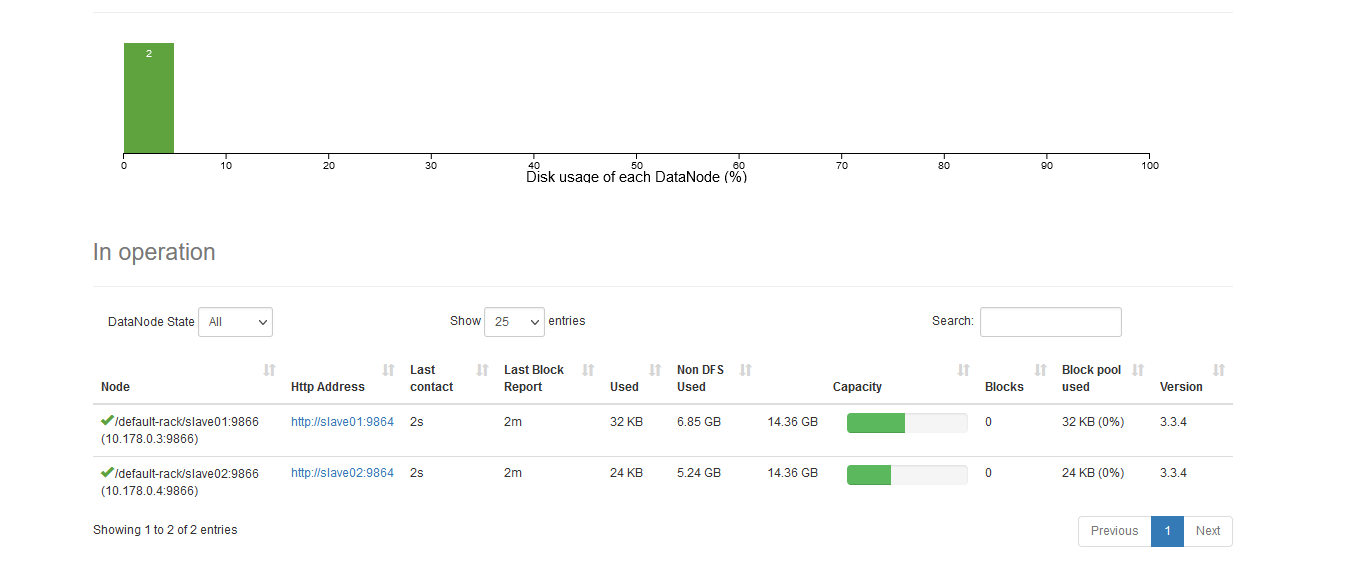 2
0 10 20 30 40 50 60 70 80 90 100
Disk usage of each DataNode (%)
In operation
DataNode State All Show 25 entries Search:
Node Http Address Last contact Last Block Report Used Non DFS Used Capacity Blocks Block pool used Version
/default-rack/slave01:9866 http://slave01:9864 2s 2m 32 KB 6.85 GB 14.36 GB 0 32 KB (0%) 3.3.4
(10.178.0.3:9866)
/default-rack/slave02:9866 http://slave02:9864 2s 2m 24 KB 5.24 GB 14.36 GB 0 24 KB (0%) 3.3.4
(10.178.0.4:9866)
Showing 1 to 2 of 2 entries Previous 1 Next